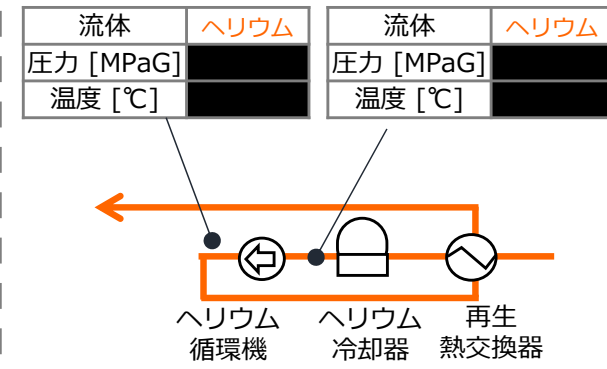 流体 ヘリウム
圧力 [MPaG]
温度 [℃]
流体 ヘリウム
圧力 [MPaG]
温度 [℃]
ヘリウム
循環機
ヘリウム
冷却器
再生
熱交換器